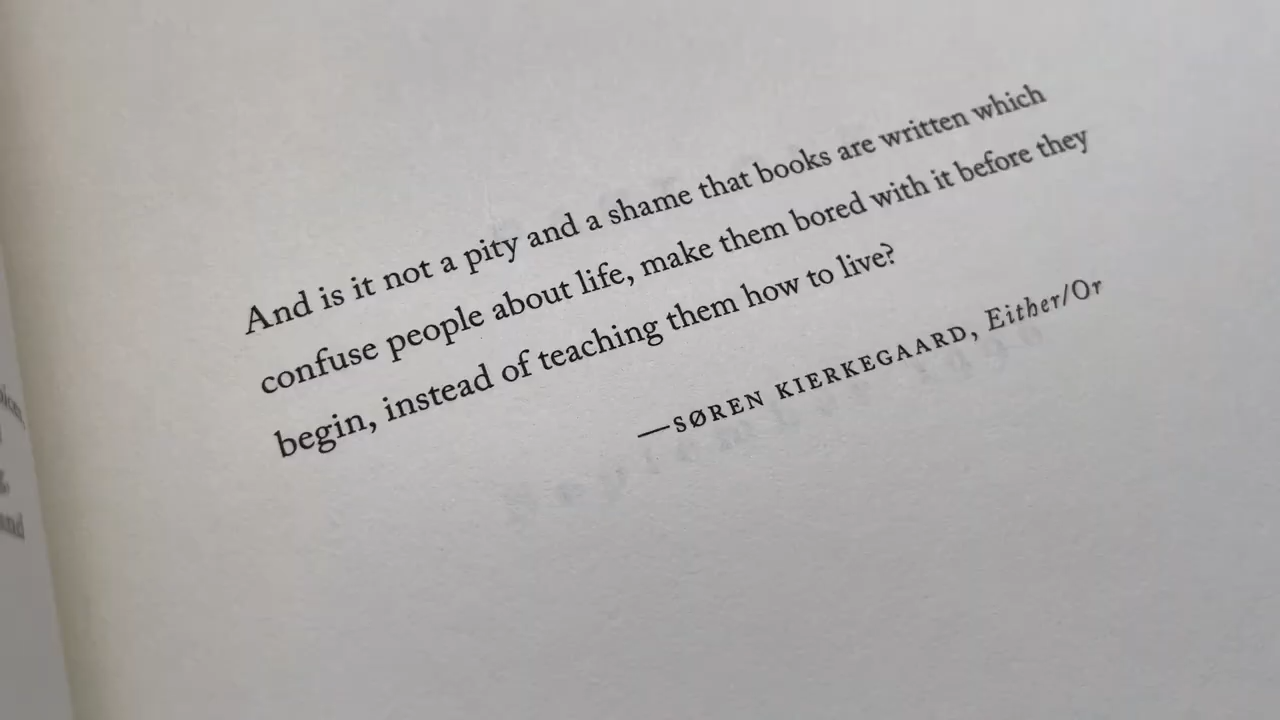 And is it not a pity and a shame that books are written which
confuse people about life, make them bored with it before they
begin, instead of teaching them how to live?
—SØREN KIERKEGAARD, Either/Or
and